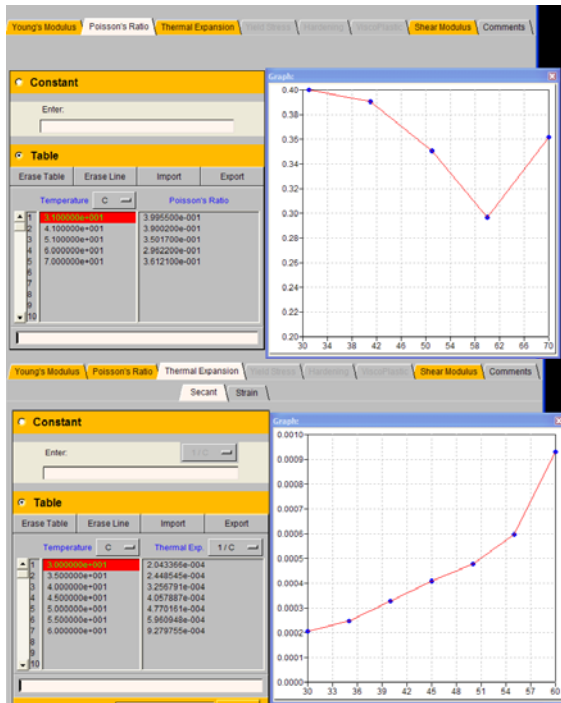 Young's Modulus Poisson's Ratio Thermal Expansion Yield Stress Hardening ViscoPlastic Shear Modulus Comments
Constant
Enter:
Table
Erase Table Erase Line Import Export
Temperature C Poisson's Ratio
1 3.100000e+001 3.995500e-001
2 4.100000e+001 3.900200e-001
3 5.100000e+001 3.501700e-001
4 6.000000e+001 2.962200e-001
5 7.000000e+001 3.612100e-001
6
7
8
9
10
Graph:
0.40
0.38
0.36
0.34
0.32
0.30
0.28
0.26
0.24
0.22
0.20
30 34 38 42 46 50 54 58 62 66 70
Young's Modulus Poisson's Ratio Thermal Expansion Yield Stress Hardening ViscoPlastic Shear Modulus Comments
Secant Strain
Constant
Enter: 1/C
Table
Erase Table Erase Line Import Export
Temperature C Thermal Exp. 1/C
1 3.000000e+001 2.043366e-004
2 3.500000e+001 2.448545e-004
3 4.000000e+001 3.256791e-004
4 4.500000e+001 4.057887e-004
5 5.000000e+001 4.770161e-004
6 5.500000e+001 5.960948e-004
7 6.000000e+001 9.279755e-004
8
9
10
Graph:
0.0010
0.0009
0.0008
0.0007
0.0006
0.0005
0.0004
0.0003
0.0002
0.0001
0.0000
30 33 36 39 42 45 48 51 54 57 60